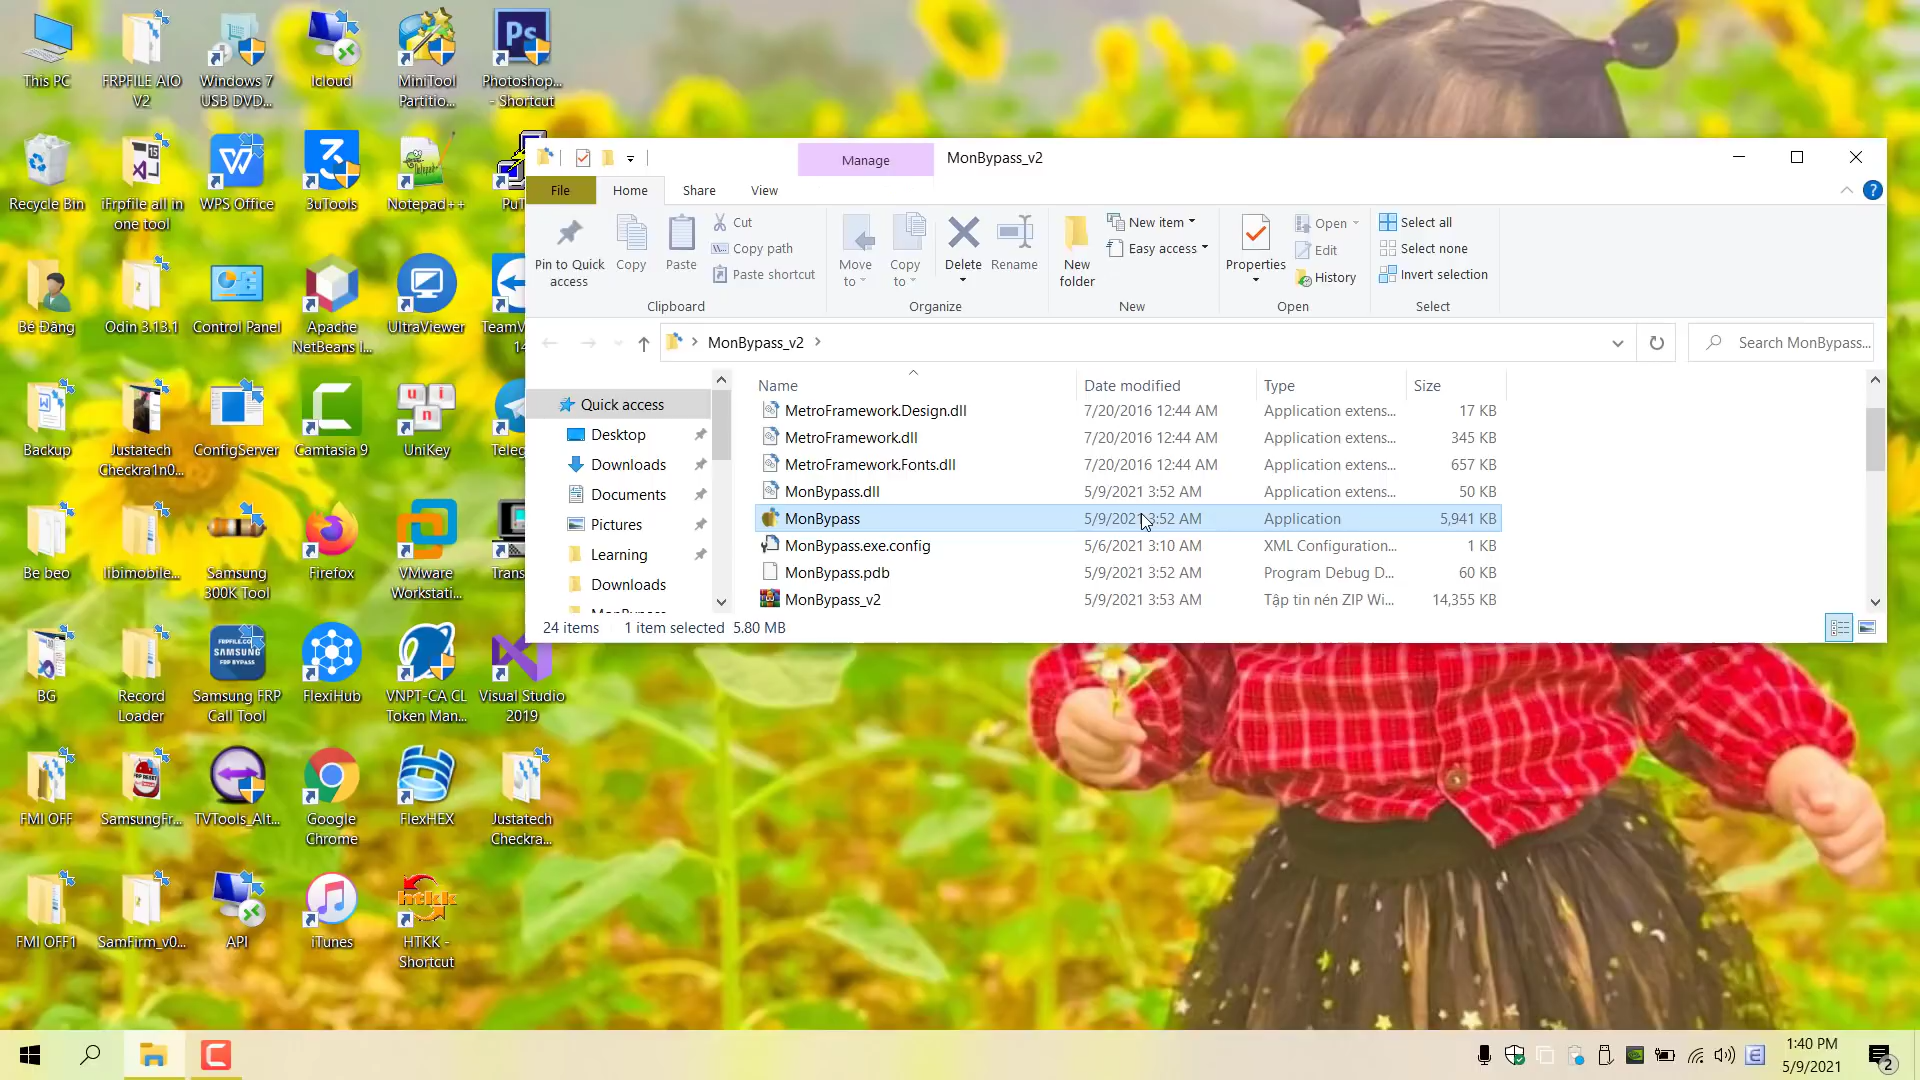 This PC
FRPFILE AIO
V2
Windows 7
USB DVD...
Icloud
MiniTool
Partitio...
Photoshop...
- Shortcut
Recycle Bin
iFrpfile all in
one tool
WPS Office
3uTools
Notepad++
PuT
Bé Đăng
Odin 3.13.1
Control Panel
Apache
NetBeans I...
UltraViewer
TeamV
14
Backup
Justatech
Checkra1n0...
ConfigServer
Camtasia 9
UniKey
Teleg
Be beo
libimobile...
Samsung
300K Tool
Firefox
VMware
Workstati...
Trans
BG
Record
Loader
Samsung FRP
Call Tool
FlexiHub
VNPT-CA CL
Token Man...
Visual Studio
2019
FMI OFF
SamsungFr...
TVTools_Alt...
Google
Chrome
FlexHEX
Justatech
Checkra...
FMI OFF1
SamFirm_v0...
API
iTunes
HTKK -
Shortcut
Manage
MonBypass_v2
File
Home
Share
View
Pin to Quick
access
Copy
Paste
Cut
Copy path
Paste shortcut
Clipboard
Move
to
Copy
to
Delete
Rename
Organize
New
folder
New item
Easy access
New
Properties
Open
Edit
History
Open
Select all
Select none
Invert selection
Select
MonBypass_v2
Search MonBypass...
Quick access
Desktop
Downloads
Documents
Pictures
Learning
Downloads
MonBypass
Name Date modified Type Size
MetroFramework.Design.dll 7/20/2016 12:44 AM Application extens... 17 KB
MetroFramework.dll 7/20/2016 12:44 AM Application extens... 345 KB
MetroFramework.Fonts.dll 7/20/2016 12:44 AM Application extens... 657 KB
MonBypass.dll 5/9/2021 3:52 AM Application extens... 50 KB
MonBypass 5/9/2021 3:52 AM Application 5,941 KB
MonBypass.exe.config 5/6/2021 3:10 AM XML Configuration... 1 KB
MonBypass.pdb 5/9/2021 3:52 AM Program Debug D... 60 KB
MonBypass_v2 5/9/2021 3:53 AM Tập tin nén ZIP Wi... 14,355 KB
24 items 1 item selected 5.80 MB
1:40 PM
5/9/2021
2